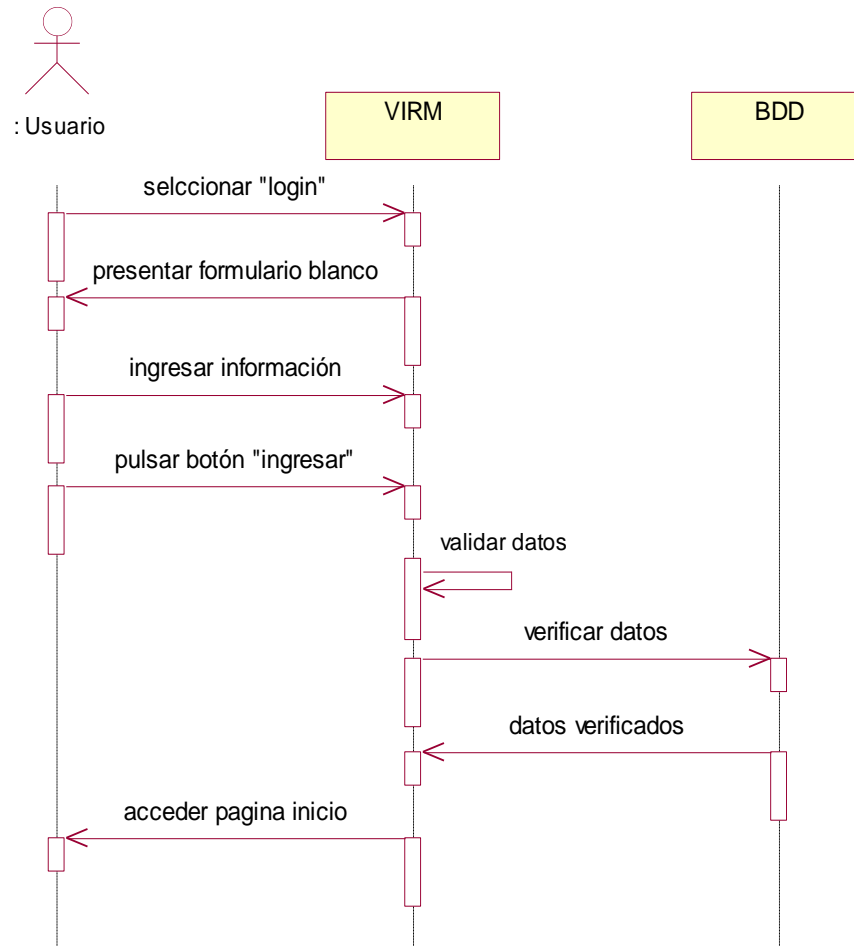 : Usuario
VIRM
BDD
selccionar "login"
presentar formulario blanco
ingresar información
pulsar botón "ingresar"
validar datos
verificar datos
datos verificados
acceder pagina inicio